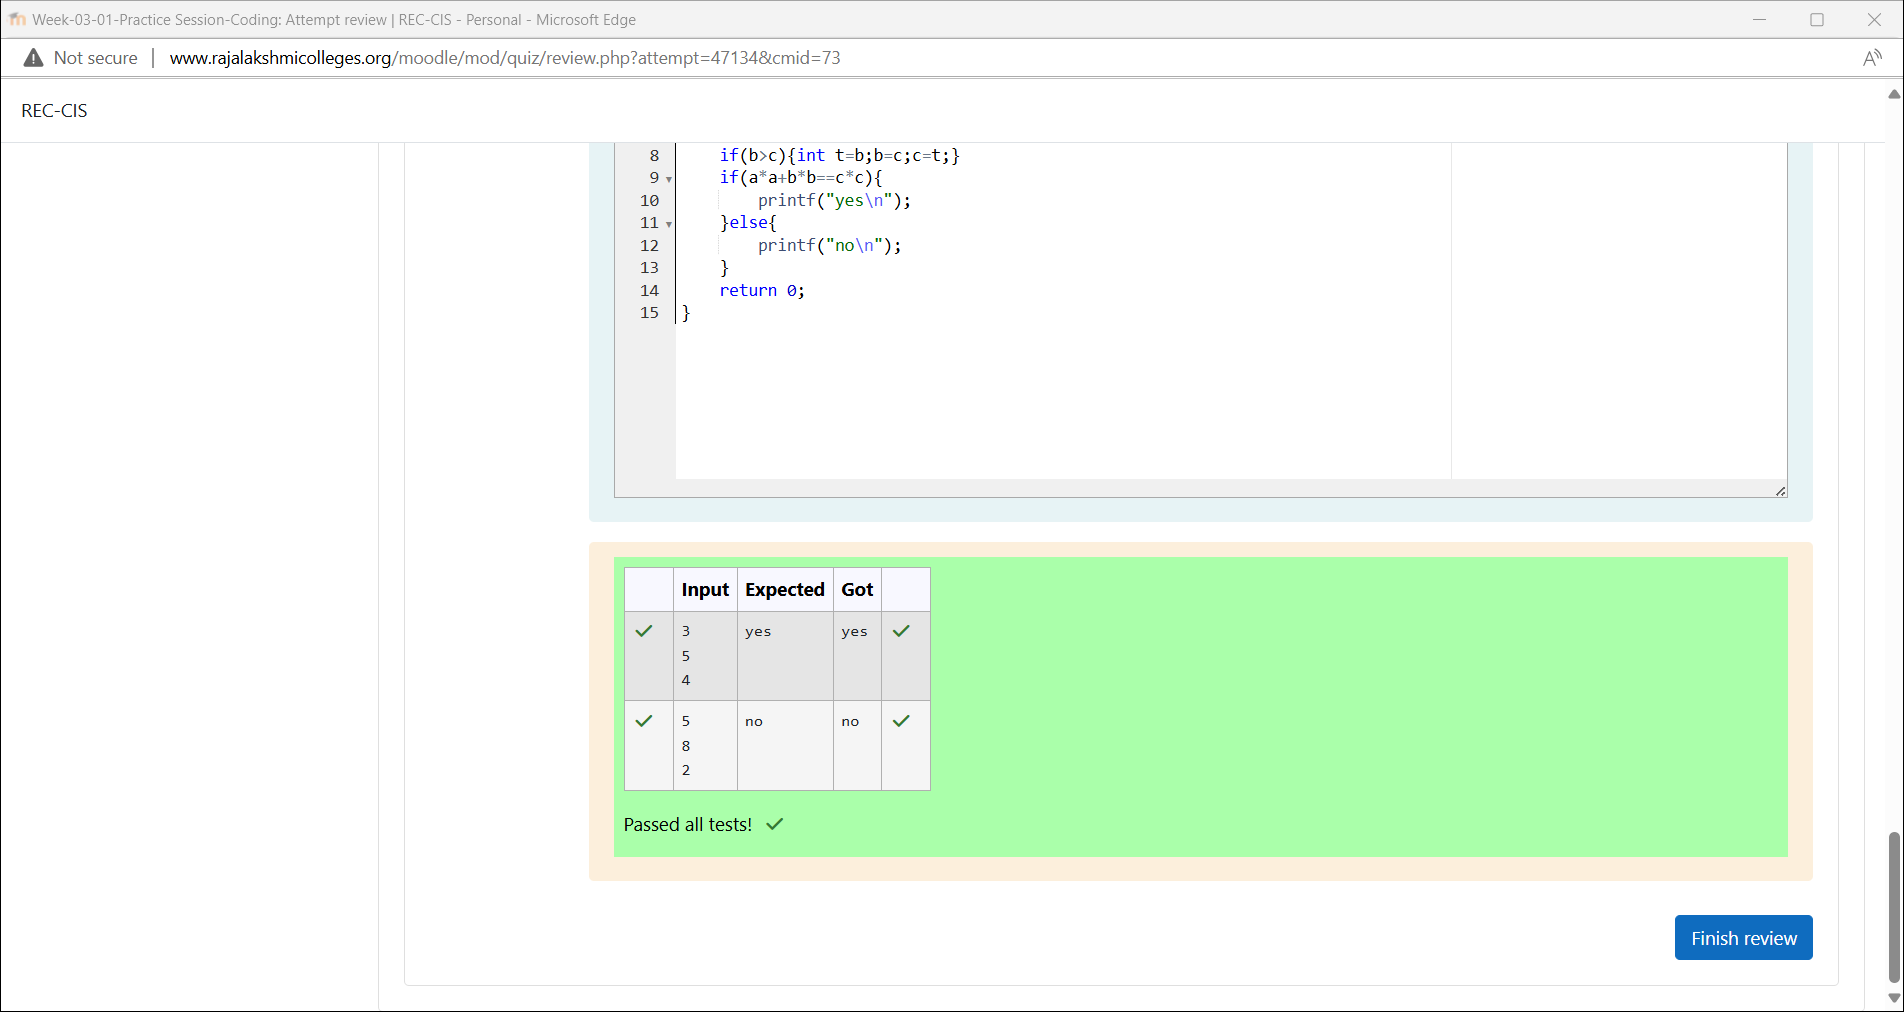 Week-03-01-Practice Session-Coding: Attempt review | REC-CIS - Personal - Microsoft Edge
Not secure | www.rajalakshmicolleges.org/moodle/mod/quiz/review.php?attempt=47134&cmid=73
REC-CIS
8 if(b>c){int t=b;b=c;c=t;}
9 if(a*a+b*b==c*c){
10 printf("yes\n");
11 }else{
12 printf("no\n");
13 }
14 return 0;
15 }
Input Expected Got
3 yes yes
5
4
5 no no
8
2
Passed all tests!
Finish review